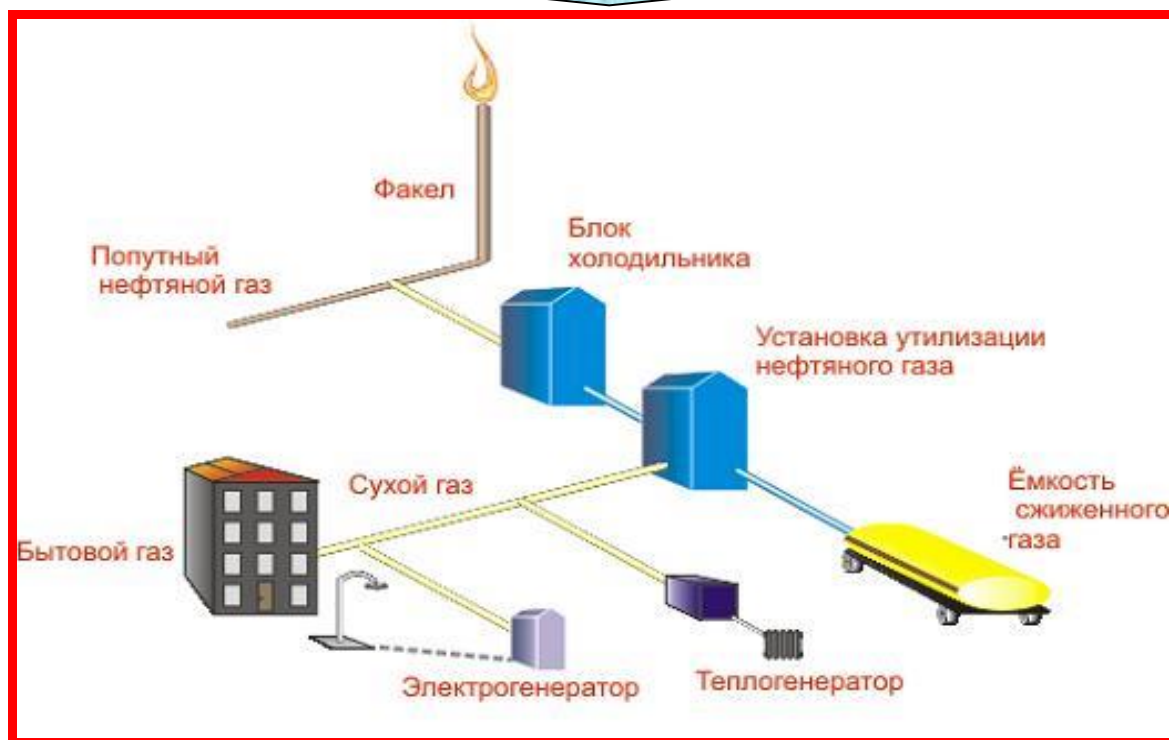 Факел
Попутный
нефтяной газ
Блок
холодильника
Установка утилизации
нефтяного газа
Сухой газ
Бытовой газ
Ёмкость
сжиженного
газа
Электрогенератор
Теплогенератор